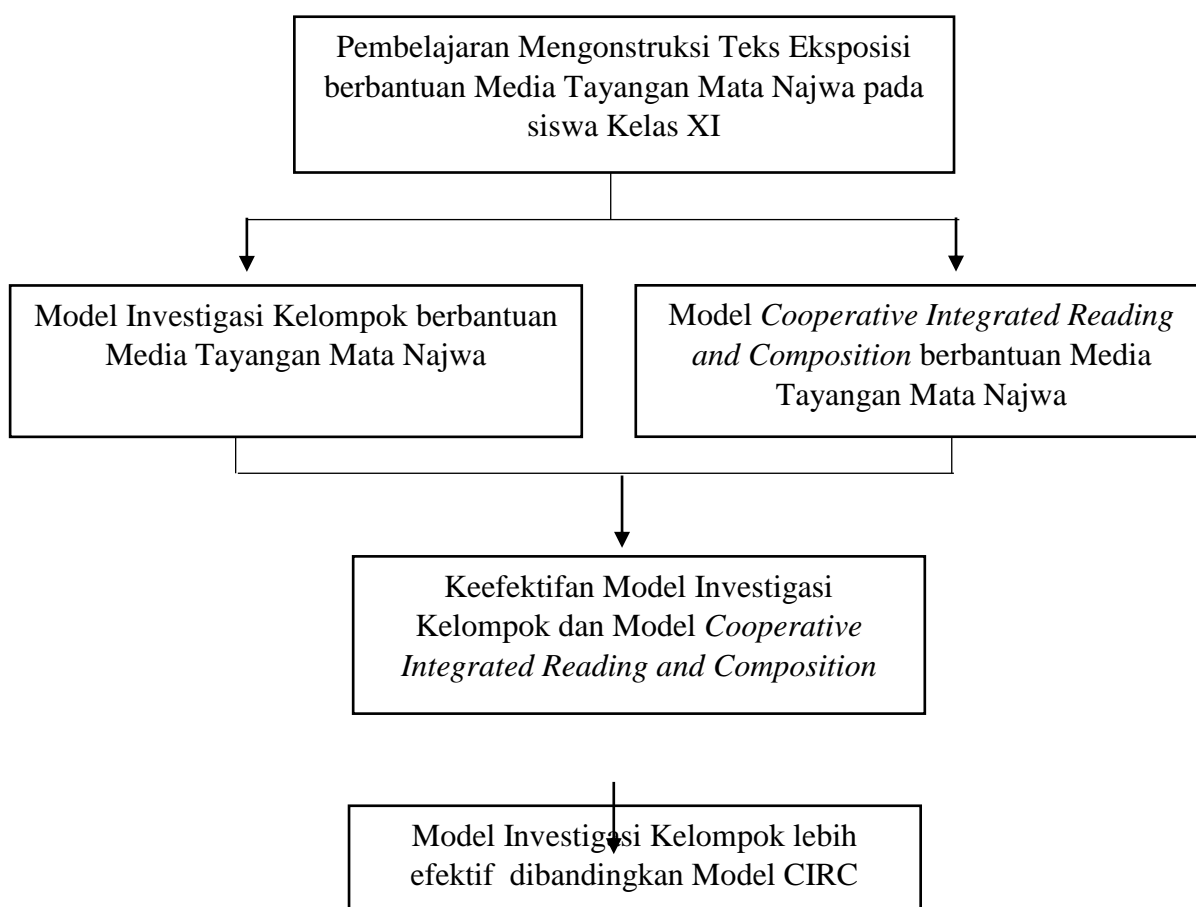 Pembelajaran Mengonstruksi Teks Eksposisi
berbantuan Media Tayangan Mata Najwa pada
siswa Kelas XI
Model Investigasi Kelompok berbantuan
Media Tayangan Mata Najwa
Model Cooperative Integrated Reading
and Composition berbantuan Media
Tayangan Mata Najwa
Keefektifan Model Investigasi
Kelompok dan Model Cooperative
Integrated Reading and Composition
Model Investigasi Kelompok lebih
efektif dibandingkan Model CIRC